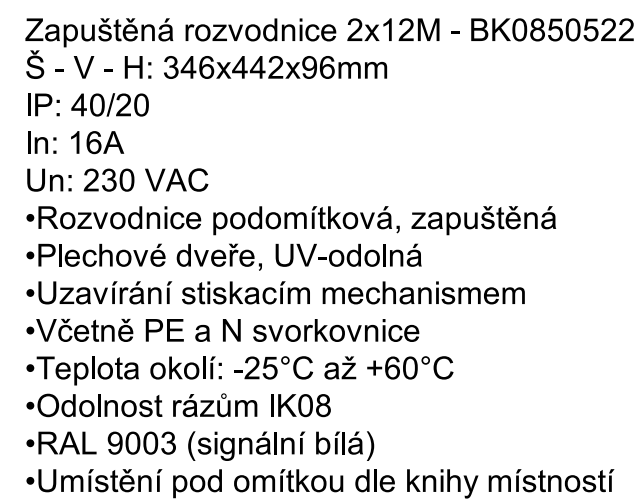 Zapuštěná rozvodnice 2x12M - BK0850522
Š - V - H: 346x442x96mm
IP: 40/20
In: 16A
Un: 230 VAC
•Rozvodnice podomítková, zapuštěná
•Plechové dveře, UV-odolná
•Uzavírání stiskacím mechanismem
•Včetně PE a N svorkovnice
•Teplota okolí: -25°C až +60°C
•Odolnost rázům IK08
•RAL 9003 (signální bílá)
•Umístění pod omítkou dle knihy místností